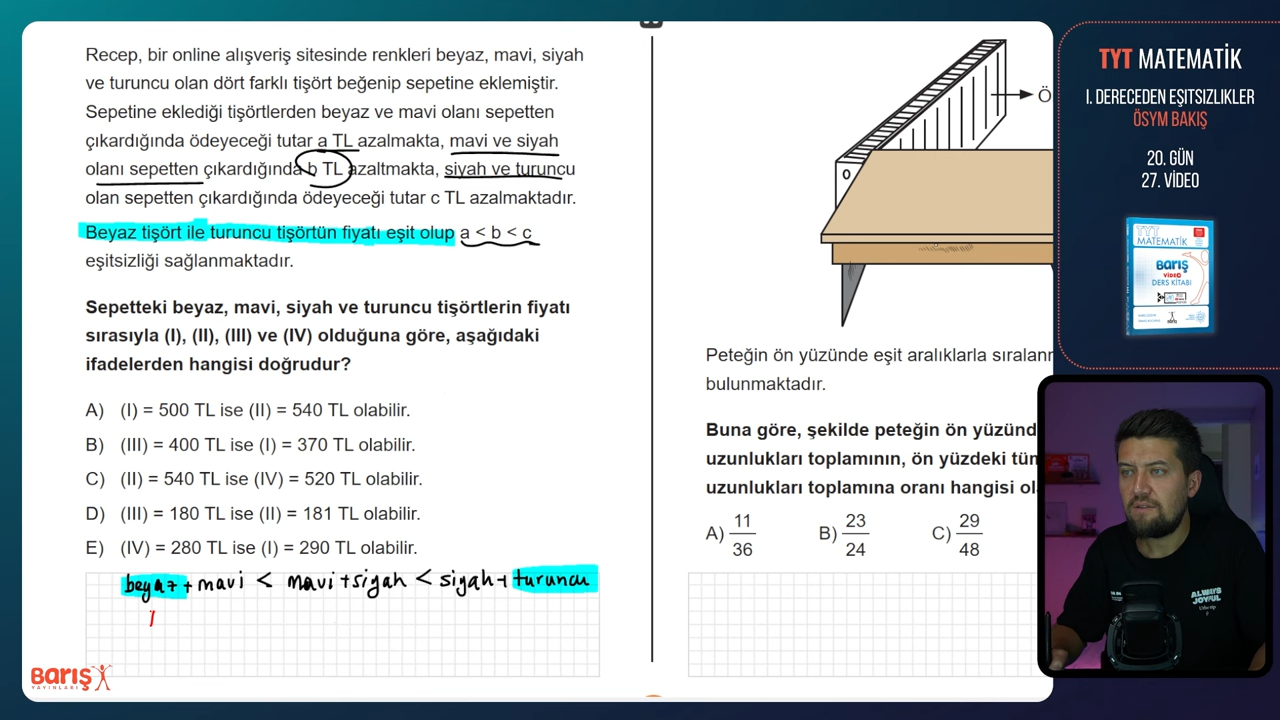 Recep, bir online alışveriş sitesinde renkleri beyaz, mavi, siyah
ve turuncu olan dört farklı tişört beğenip sepetine eklemiştir.
Sepetine eklediği tişörtlerden beyaz ve mavi olanı sepetten
çıkardığında ödeyeceği tutar a TL azalmakta, mavi ve siyah
olanı sepetten çıkardığında b TL azaltmakta, siyah ve turuncu
olan sepetten çıkardığında ödeyeceği tutar c TL azalmaktadır.
Beyaz tişört ile turuncu tişörtün fiyatı eşit olup a < b < c
eşitsizliği sağlanmaktadır.
Sepetteki beyaz, mavi, siyah ve turuncu tişörtlerin fiyatı
sırasıyla (I), (II), (III) ve (IV) olduğuna göre, aşağıdaki
ifadelerden hangisi doğrudur?
A) (I) = 500 TL ise (II) = 540 TL olabilir.
B) (III) = 400 TL ise (I) = 370 TL olabilir.
C) (II) = 540 TL ise (IV) = 520 TL olabilir.
D) (III) = 180 TL ise (II) = 181 TL olabilir.
E) (IV) = 280 TL ise (I) = 290 TL olabilir.
beyaz + mavi < mavi + siyah < siyah + turuncu
BARIŞ
YAYINLARI
Ö
Peteğin ön yüzünde eşit aralıklarla sıralanr
bulunmaktadır.
Buna göre, şekilde peteğin ön yüzünd
uzunlukları toplamının, ön yüzdeki tün
uzunlukları toplamına oranı hangisi ol
A) 11/36 B) 23/24 C) 29/48
TYT MATEMATİK
I. DERECEDEN EŞİTSIZLIKLER
ÖSYM BAKIŞ
20. GÜN
27. VİDEO
TYT
MATEMATİK
BARIŞ
VİDEO
DERS KİTABI
ALWAYS
JOYFUL